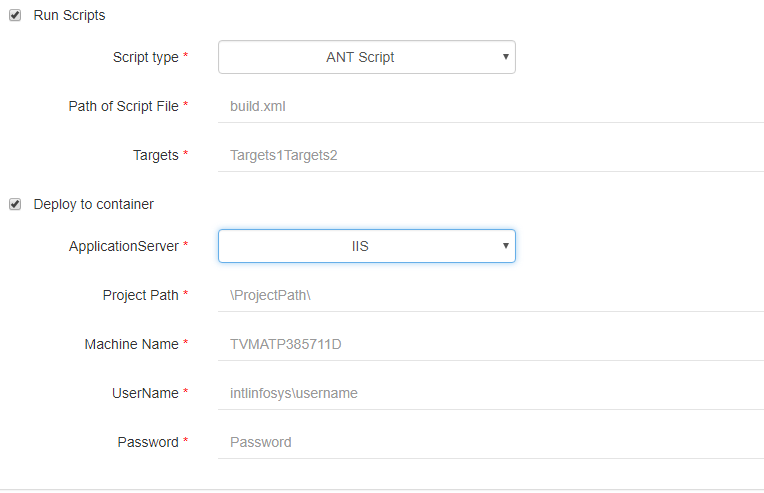 Run Scripts
Script type * ANT Script
Path of Script File * build.xml
Targets * Targets1Targets2
Deploy to container
ApplicationServer * IIS
Project Path * \ProjectPath\
Machine Name * TVMATP385711D
UserName * intlinfosys\username
Password * Password